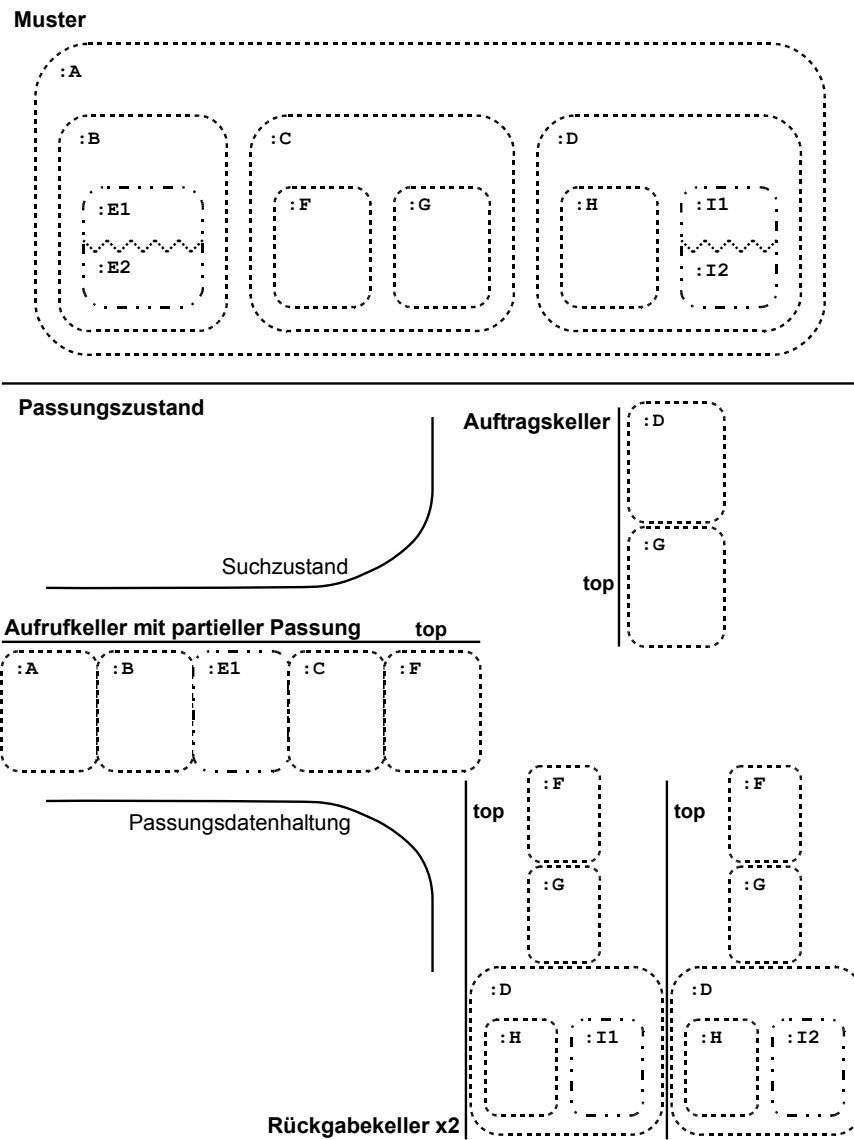 Muster
:A
:B
:C
:D
:E1
:F
:G
:H
:I1
:E2
:I2
Passungszustand
Auftragskeller
:D
:G
top
Suchzustand
Aufrufkeller mit partieller Passung top
:A :B :E1 :C :F
Passungsdatenhaltung
top
:F
:G
:D
:H :I1
top
:F
:G
:D
:H :I2
Rückgabekeller x2